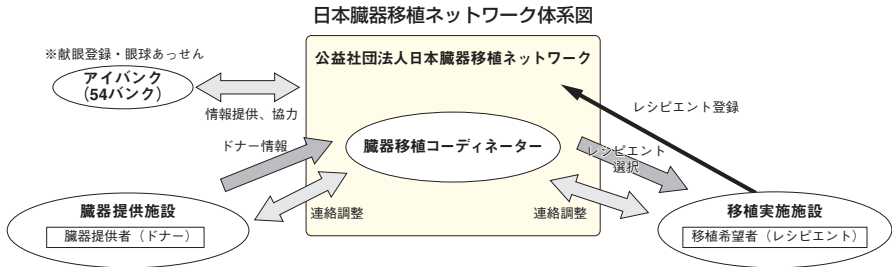 日本臓器移植ネットワーク体系図
公益社団法人日本臓器移植ネットワーク
※献眼登録・眼球あっせん
アイバンク
(54バンク)
情報提供、協力
レシピエント登録
ドナー情報
臓器移植コーディネーター
レシピエント
選択
連絡調整
連絡調整
臓器提供施設
臓器提供者（ドナー）
移植実施施設
移植希望者（レシピエント）